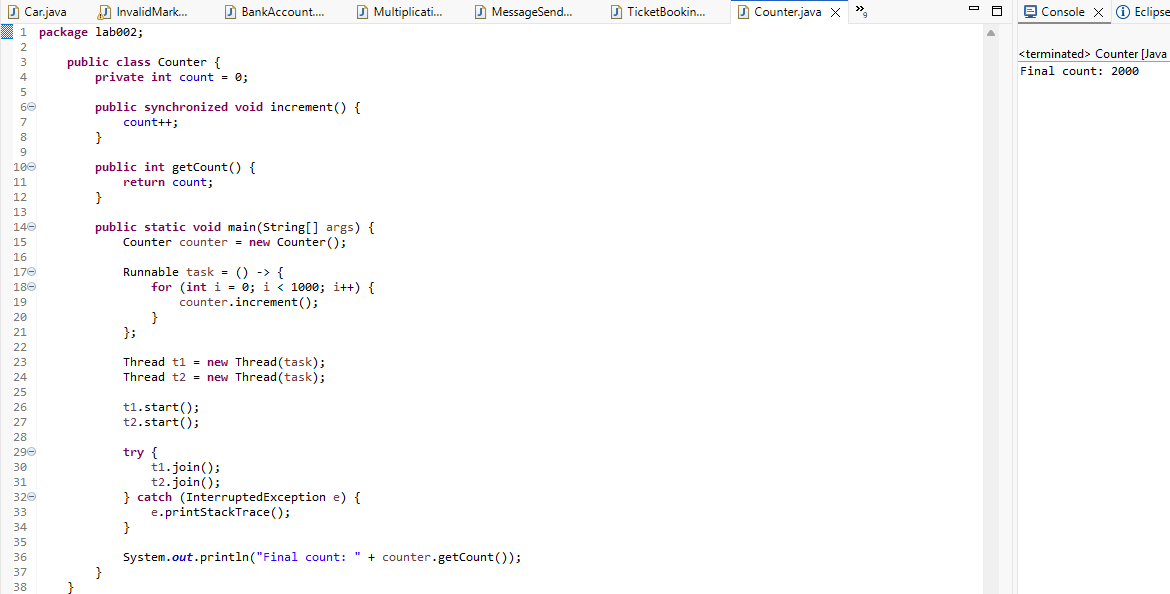 Car.java InvalidMark... BankAccount.... Multiplicati... MessageSend... TicketBookin... Counter.java »9
1 package lab002;
2
3 public class Counter {
4 private int count = 0;
5
6 public synchronized void increment() {
7 count++;
8 }
9
10 public int getCount() {
11 return count;
12 }
13
14 public static void main(String[] args) {
15 Counter counter = new Counter();
16
17 Runnable task = () -> {
18 for (int i = 0; i < 1000; i++) {
19 counter.increment();
20 }
21 };
22
23 Thread t1 = new Thread(task);
24 Thread t2 = new Thread(task);
25
26 t1.start();
27 t2.start();
28
29 try {
30 t1.join();
31 t2.join();
32 } catch (InterruptedException e) {
33 e.printStackTrace();
34 }
35
36 System.out.println("Final count: " + counter.getCount());
37 }
38 }
Console Eclipse
<terminated> Counter [Java
Final count: 2000